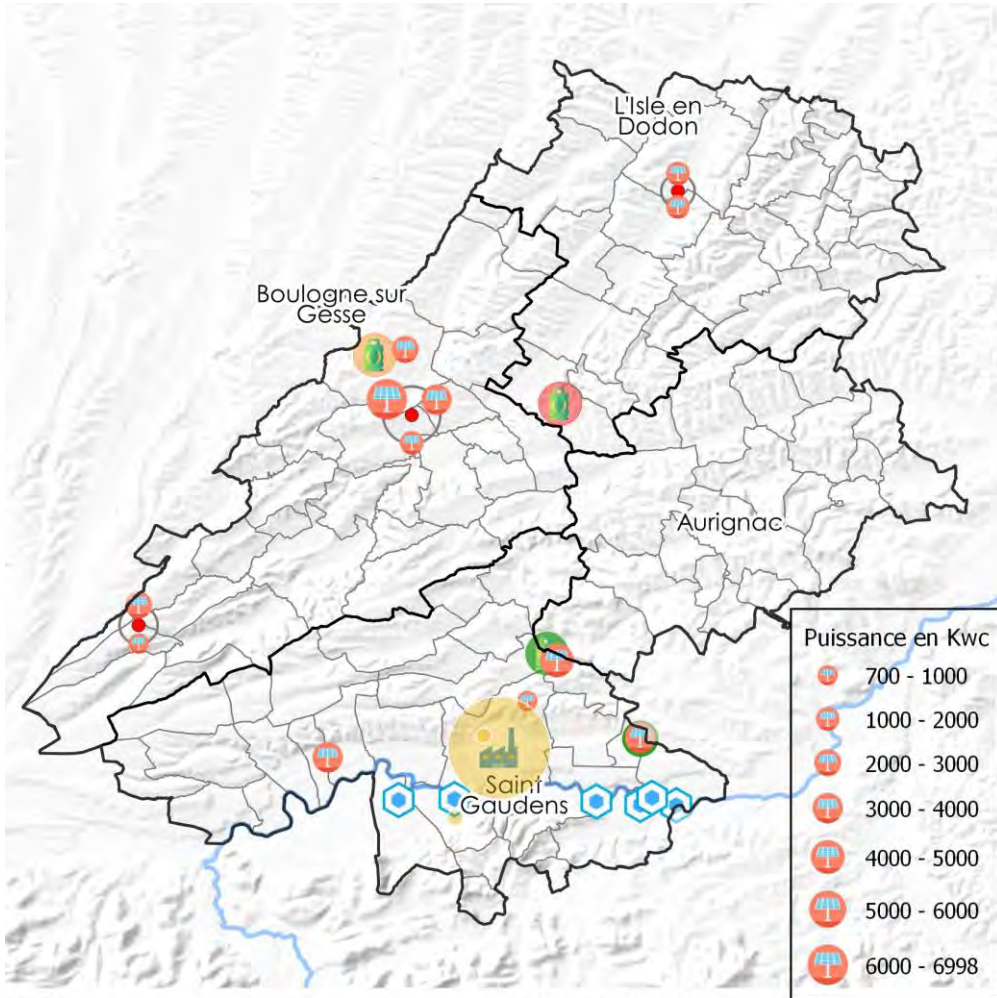 L'Isle en
Dodon
Boulogne sur
Gesse
Aurignac
Saint
Gaudens
Puissance en Kwc
700 - 1000
1000 - 2000
2000 - 3000
3000 - 4000
4000 - 5000
5000 - 6000
6000 - 6998